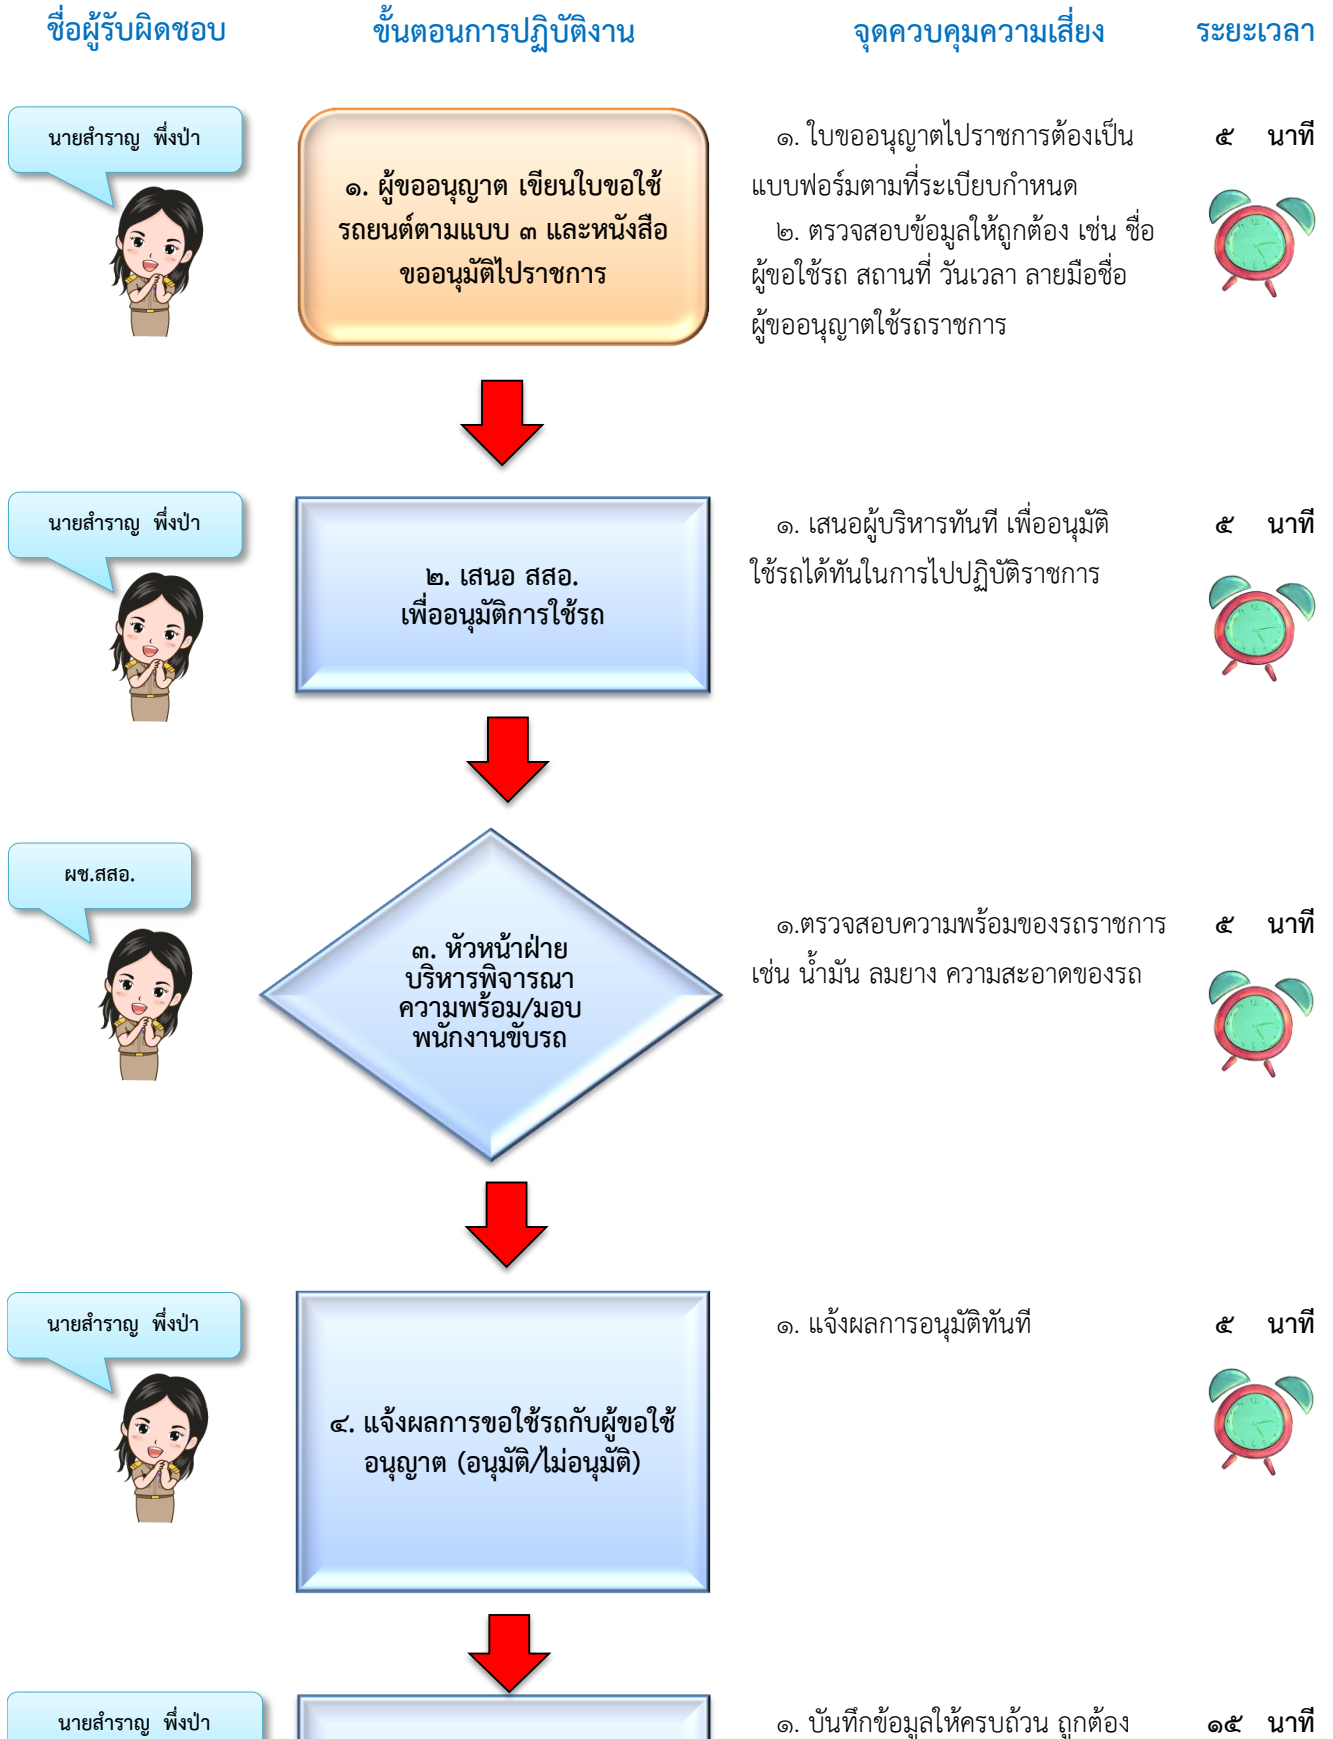 ชื่อผู้รับผิดชอบ ขั้นตอนการปฏิบัติงาน จุดควบคุมความเสี่ยง ระยะเวลา
นายสำราญ พึ่งป่า
๑. ผู้ขออนุญาต เขียนใบขอใช้
รถยนต์ตามแบบ ๓ และหนังสือ
ขออนุมัติไปราชการ
๑. ใบขออนุญาตไปราชการต้องเป็น
แบบฟอร์มตามที่ระเบียบกำหนด
๒. ตรวจสอบข้อมูลให้ถูกต้อง เช่น ชื่อ
ผู้ขอใช้รถ สถานที่ วันเวลา ลายมือชื่อ
ผู้ขออนุญาตใช้รถราชการ
๕ นาที
นายสำราญ พึ่งป่า
๒. เสนอ สสอ.
เพื่ออนุมัติการใช้รถ
๑. เสนอผู้บริหารทันที เพื่ออนุมัติ
ใช้รถได้ทันในการไปปฏิบัติราชการ
๕ นาที
ผช.สสอ.
๓. หัวหน้าฝ่าย
บริหารพิจารณา
ความพร้อม/มอบ
พนักงานขับรถ
๑.ตรวจสอบความพร้อมของรถราชการ
เช่น น้ำมัน ลมยาง ความสะอาดของรถ
๕ นาที
นายสำราญ พึ่งป่า
๔. แจ้งผลการขอใช้รถกับผู้ขอใช้
อนุญาต (อนุมัติ/ไม่อนุมัติ)
๑. แจ้งผลการอนุมัติทันที
๕ นาที
นายสำราญ พึ่งป่า
๑. บันทึกข้อมูลให้ครบถ้วน ถูกต้อง
๑๕ นาที